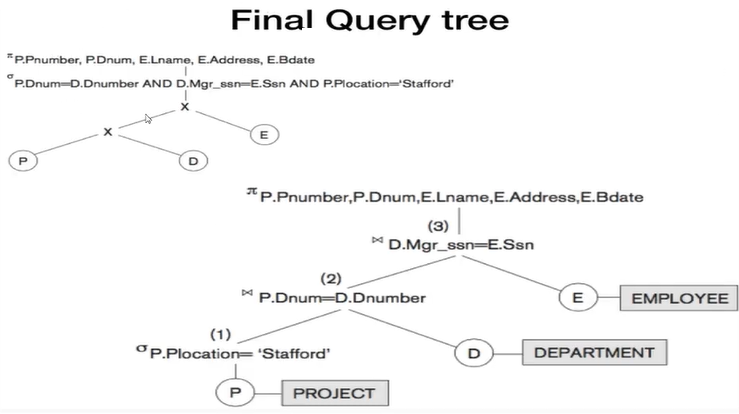 Final Query tree
π P.Pnumber, P.Dnum, E.Lname, E.Address, E.Bdate
σ P.Dnum=D.Dnumber AND D.Mgr_ssn=E.Ssn AND P.Plocation='Stafford'
X
X
E
P
D
π P.Pnumber,P.Dnum,E.Lname,E.Address,E.Bdate
(3)
⋈ D.Mgr_ssn=E.Ssn
(2)
⋈ P.Dnum=D.Dnumber
E EMPLOYEE
(1)
σ P.Plocation= 'Stafford'
D DEPARTMENT
P PROJECT